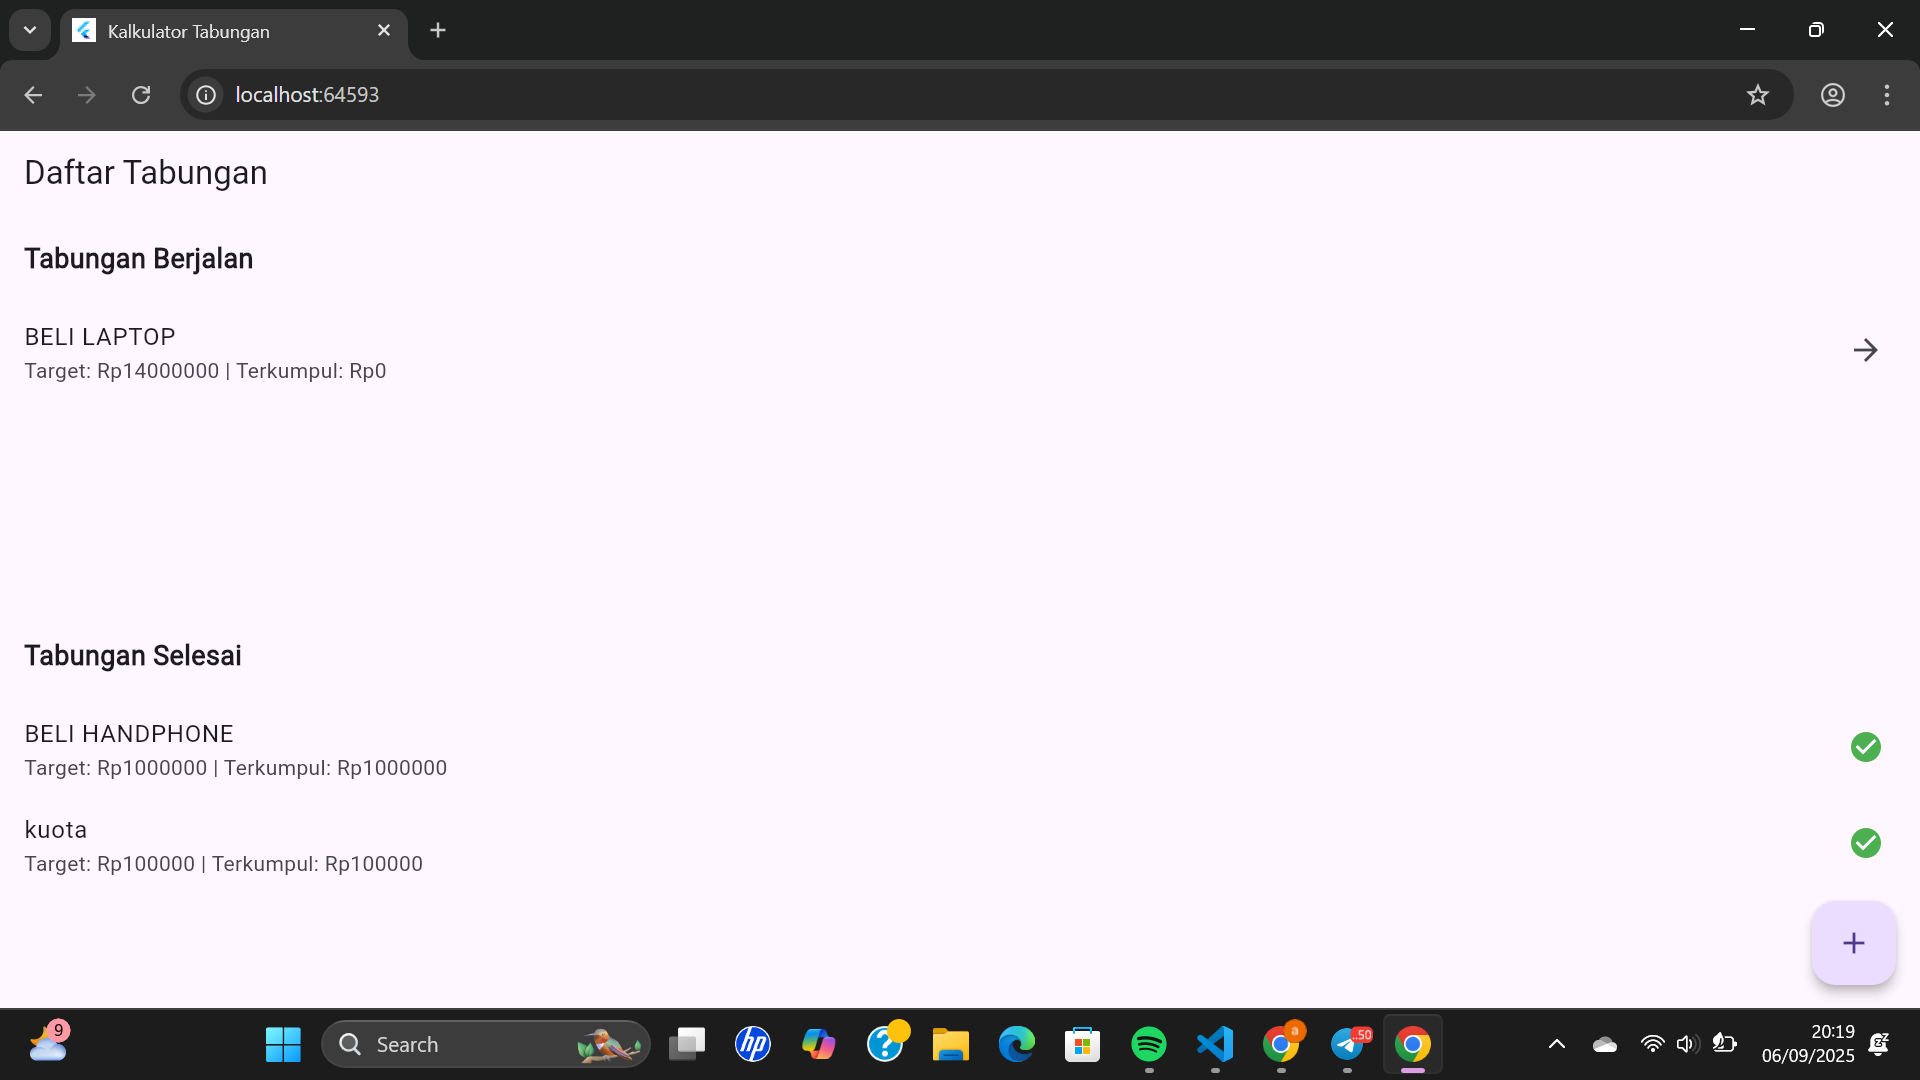 Kalkulator Tabungan
localhost:64593
Daftar Tabungan
Tabungan Berjalan
BELI LAPTOP
Target: Rp14000000 | Terkumpul: Rp0
Tabungan Selesai
BELI HANDPHONE
Target: Rp1000000 | Terkumpul: Rp1000000
kuota
Target: Rp100000 | Terkumpul: Rp100000
9
Search
hp
a
.50
20:19
06/09/2025